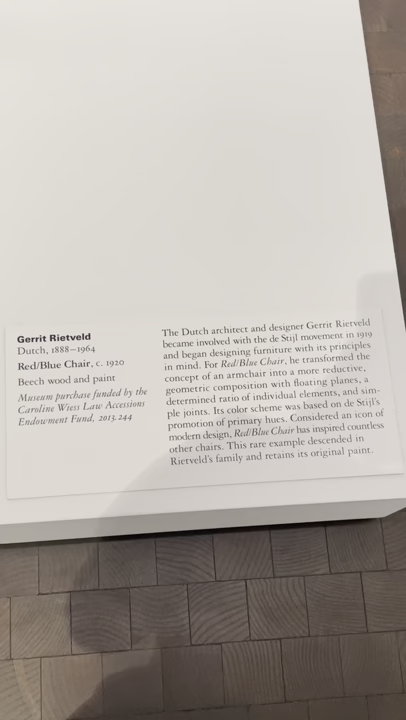 Gerrit Rietveld
Dutch, 1888–1964
Red/Blue Chair, c. 1920
Beech wood and paint
Museum purchase funded by the
Caroline Wiess Law Accessions
Endowment Fund, 2013.244
The Dutch architect and designer Gerrit Rietveld
became involved with the de Stijl movement in 1919
and began designing furniture with its principles
in mind. For Red/Blue Chair, he transformed the
concept of an armchair into a more reductive,
geometric composition with floating planes, a
determined ratio of individual elements, and sim-
ple joints. Its color scheme was based on de Stijl's
promotion of primary hues. Considered an icon of
modern design, Red/Blue Chair has inspired countless
other chairs. This rare example descended in
Rietveld's family and retains its original paint.